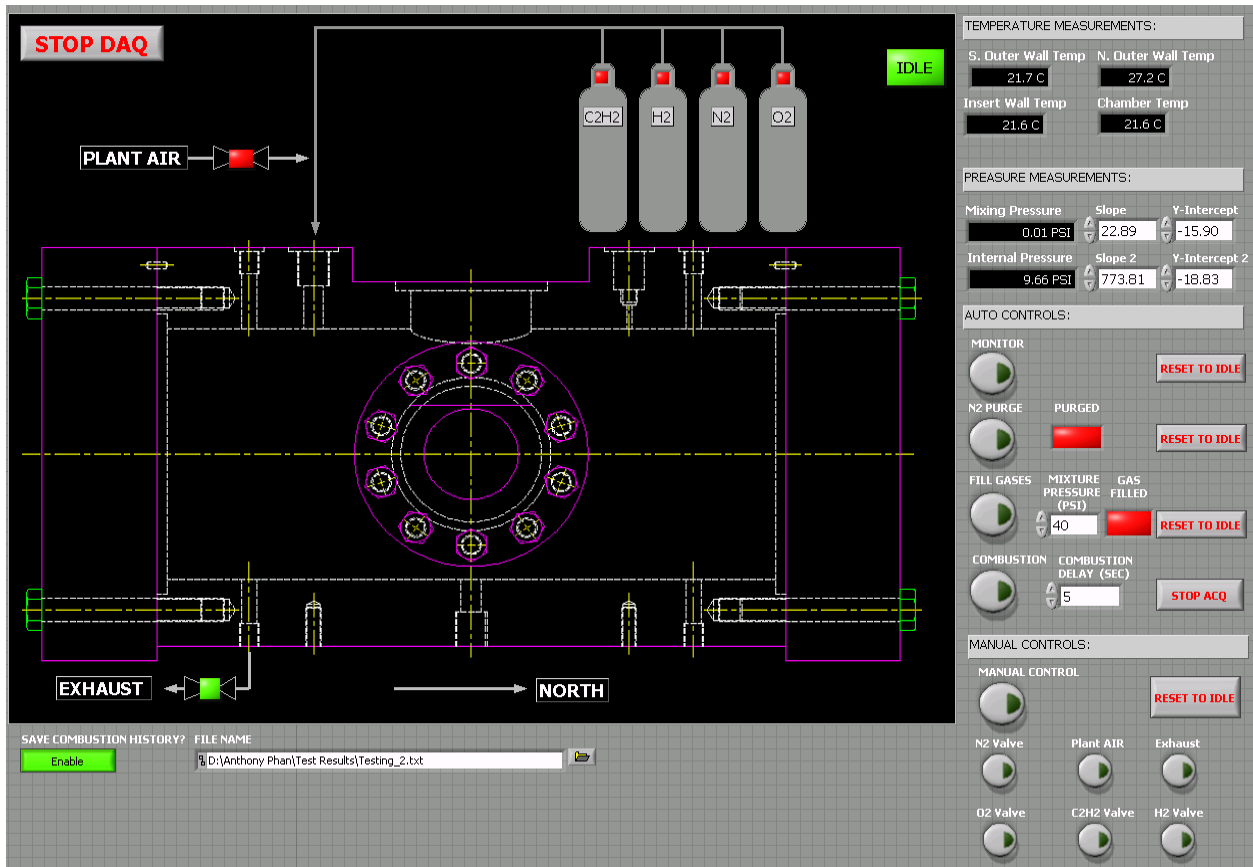 STOP DAQ
IDLE
C2H2 H2 N2 O2
PLANT AIR
EXHAUST
NORTH
SAVE COMBUSTION HISTORY? FILE NAME
Enable
D:\Anthony Phan\Test Results\Testing_2.txt
TEMPERATURE MEASUREMENTS:
S. Outer Wall Temp N. Outer Wall Temp
21.7 C 27.2 C
Insert Wall Temp Chamber Temp
21.6 C 21.6 C
PREASURE MEASUREMENTS:
Mixing Pressure Slope Y-Intercept
0.01 PSI 22.89 -15.90
Internal Pressure Slope 2 Y-Intercept 2
9.66 PSI 773.81 -18.83
AUTO CONTROLS:
MONITOR
RESET TO IDLE
N2 PURGE PURGED
RESET TO IDLE
FILL GASES MIXTURE GAS
PRESSURE FILLED
(PSI)
40 RESET TO IDLE
COMBUSTION COMBUSTION
DELAY (SEC)
5 STOP ACQ
MANUAL CONTROLS:
MANUAL CONTROL
RESET TO IDLE
N2 Valve Plant AIR Exhaust
O2 Valve C2H2 Valve H2 Valve